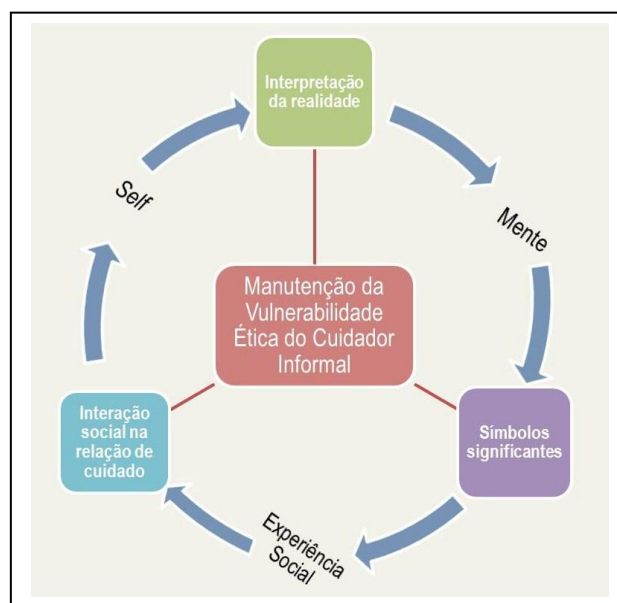 Interpretação
da realidade
Self
Mente
Manutenção da
Vulnerabilidade
Ética do Cuidador
Informal
Interação
social na
relação de
cuidado
Símbolos
significantes
Experiência
Social